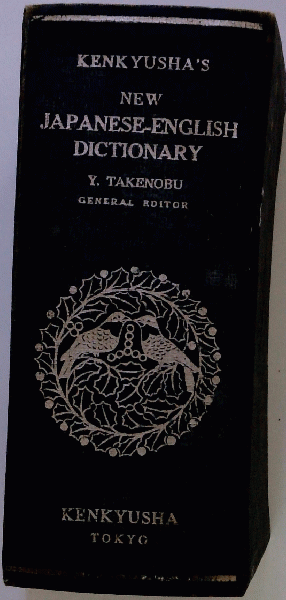 KENKYUSHA'S
NEW
JAPANESE-ENGLISH
DICTIONARY
Y. TAKENOBU
GENERAL EDITOR
KENKYUSHA
TOKYO